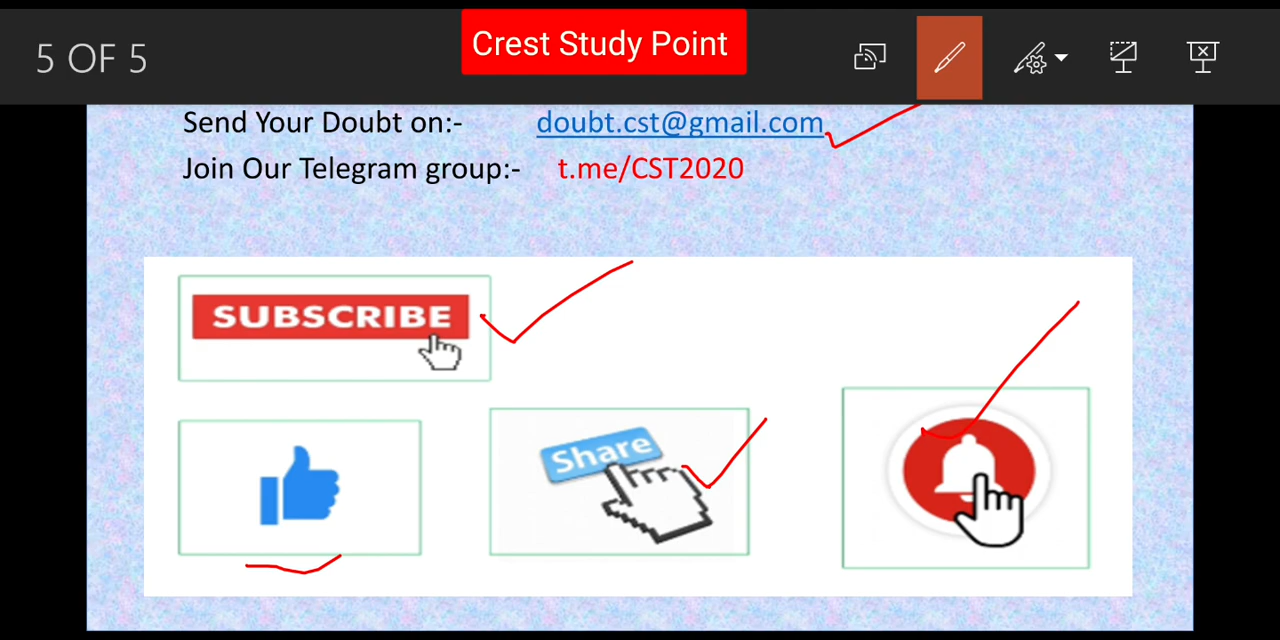 5 OF 5
Crest Study Point
Send Your Doubt on:- doubt.cst@gmail.com
Join Our Telegram group:- t.me/CST2020
SUBSCRIBE
Share